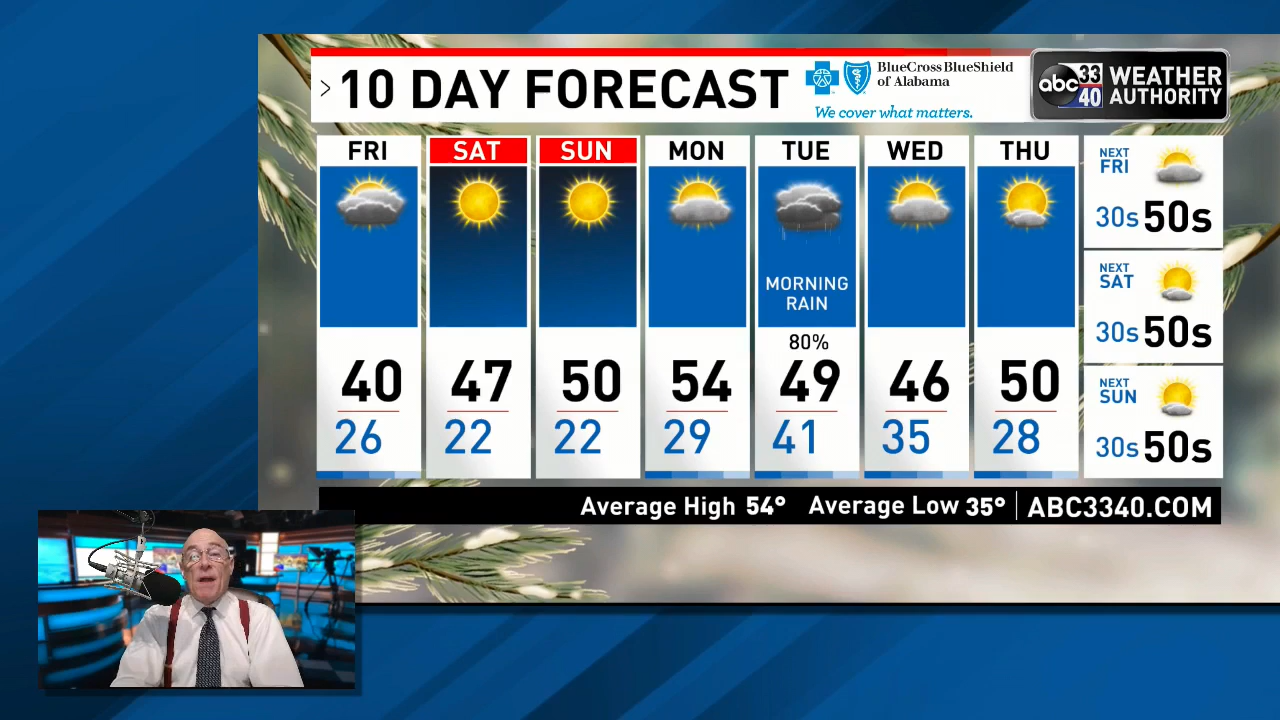 > 10 DAY FORECAST
BlueCross BlueShield
of Alabama
We cover what matters.
abc 33 40
WEATHER
AUTHORITY
FRI
40
26
SAT
47
22
SUN
50
22
MON
54
29
TUE
MORNING
RAIN
80%
49
41
WED
46
35
THU
50
28
NEXT
FRI
30s 50s
NEXT
SAT
30s 50s
NEXT
SUN
30s 50s
Average High 54° Average Low 35° | ABC3340.COM